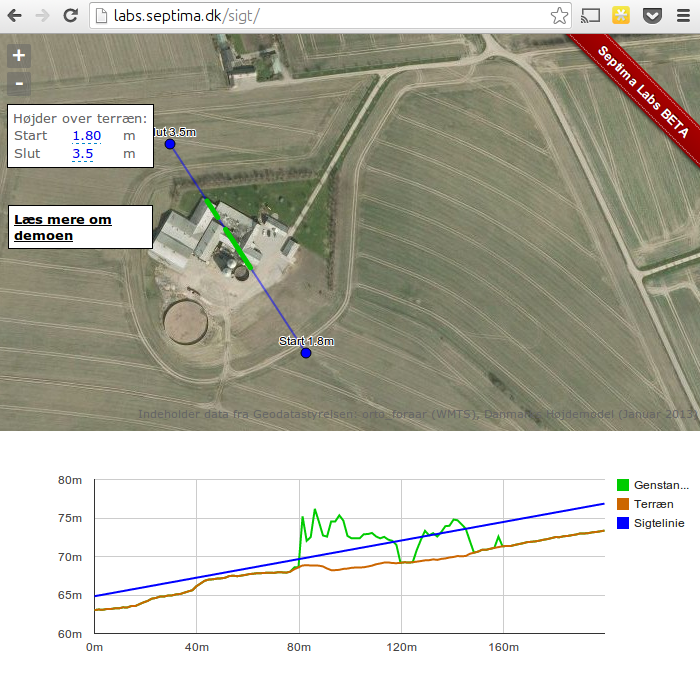 labs.septima.dk/sigt/
+
-
Septima Labs BETA
Højder over terræn:
Start 1.80 m
Slut 3.5 m
lut 3.5m
Læs mere om
demoen
Start 1.8m
Indeholder data fra Geodatastyrelsen: orto_foraar (WMTS), Danmarks Højdemodel (Januar 2013)
80m
75m
70m
65m
60m
0m 40m 80m 120m 160m
Genstan...
Terræn
Sigtelinie